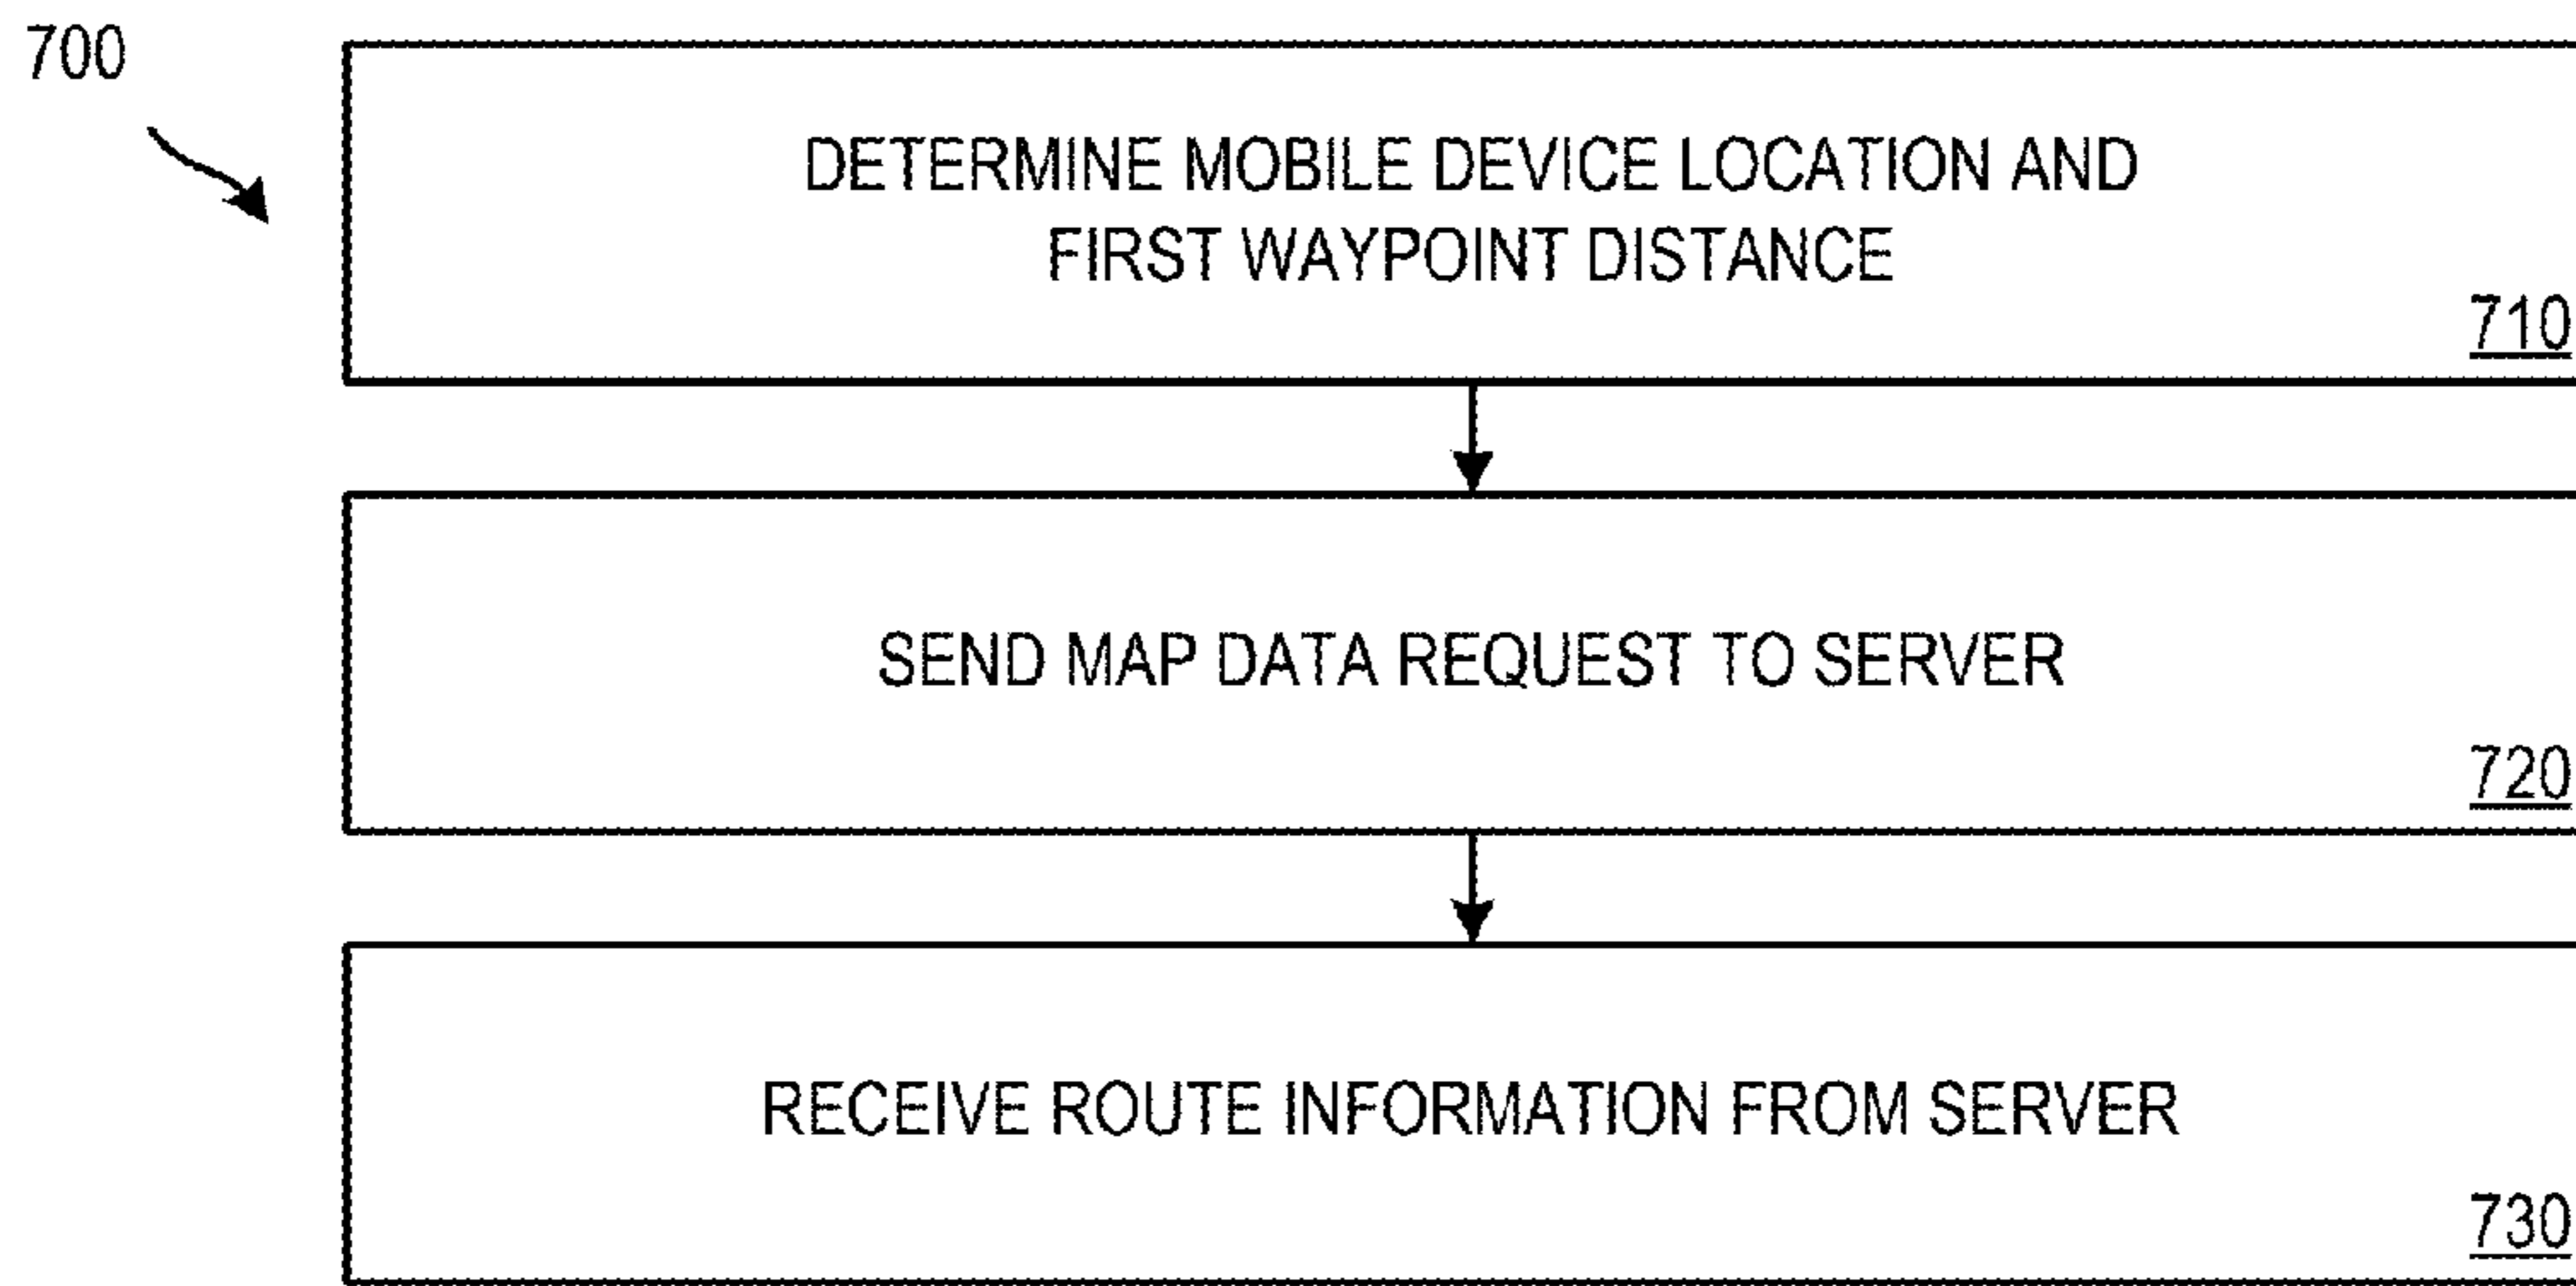 700
DETERMINE MOBILE DEVICE LOCATION AND
FIRST WAYPOINT DISTANCE
710
SEND MAP DATA REQUEST TO SERVER
720
RECEIVE ROUTE INFORMATION FROM SERVER
730